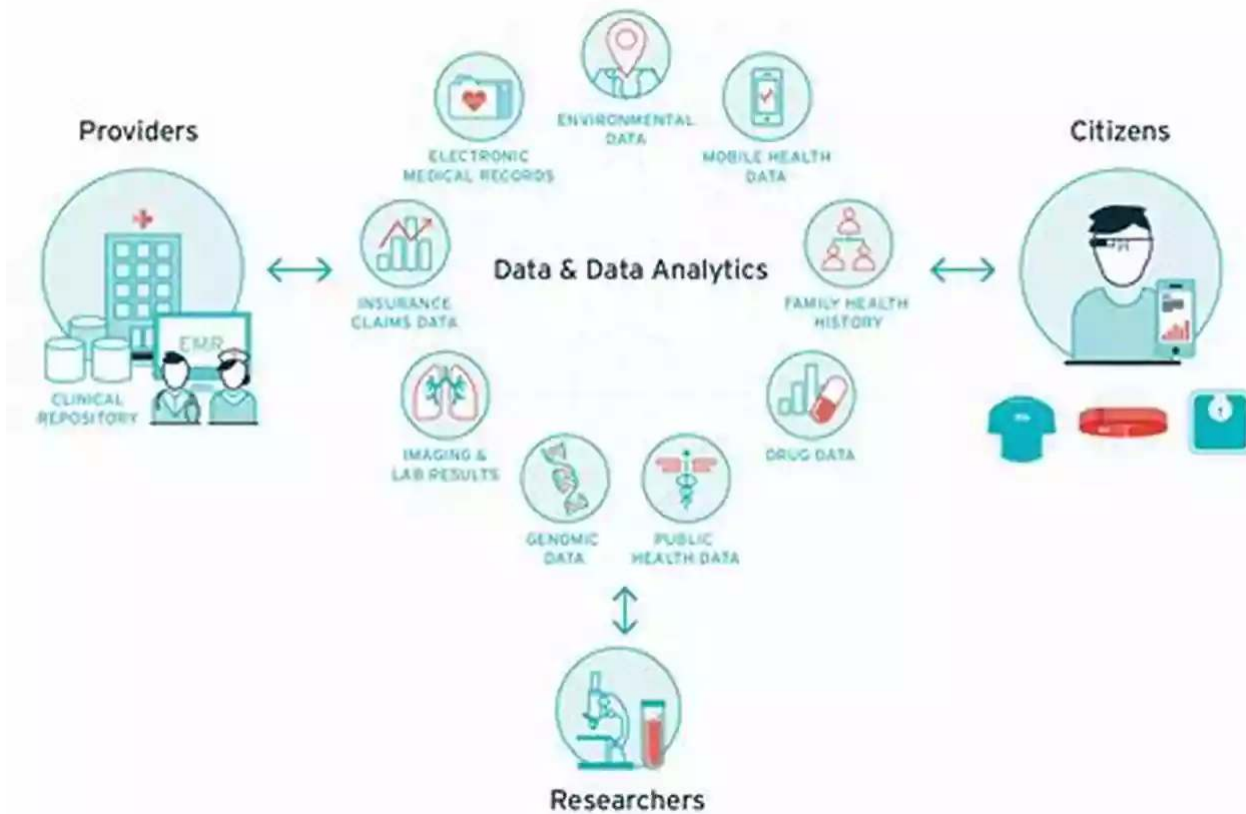 ENVIRONMENTAL
DATA
ELECTRONIC
MEDICAL RECORDS
MOBILE HEALTH
DATA
Providers
Citizens
INSURANCE
CLAIMS DATA
Data & Data Analytics
FAMILY HEALTH
HISTORY
EMR
CLINICAL
REPOSITORY
IMAGING &
LAB RESULTS
DRUG DATA
GENOMIC
DATA
PUBLIC
HEALTH DATA
Researchers